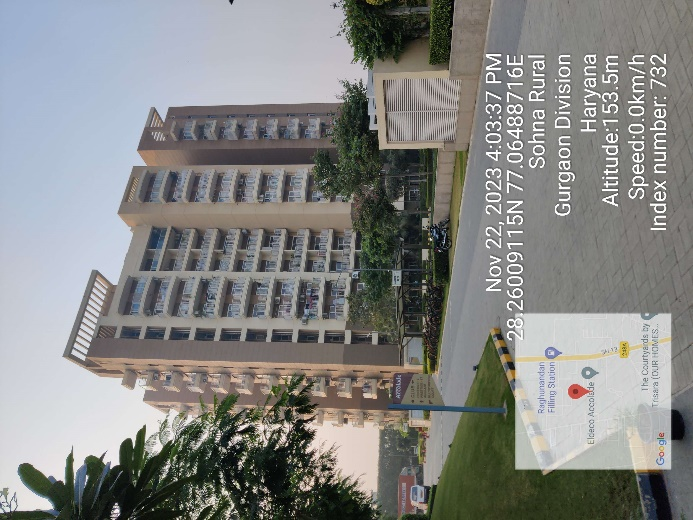 Nov 22, 2023 4:03:37 PM
28.26009115N 77.06488716E
Sohna Rural
Gurgaon Division
Haryana
Altitude:153.5m
Speed:0.0km/h
Index number: 732
Raghunandan
Filling Station
Eldeco Accolade
The Courtyards by
Trisara (OUR HOMES...
Google